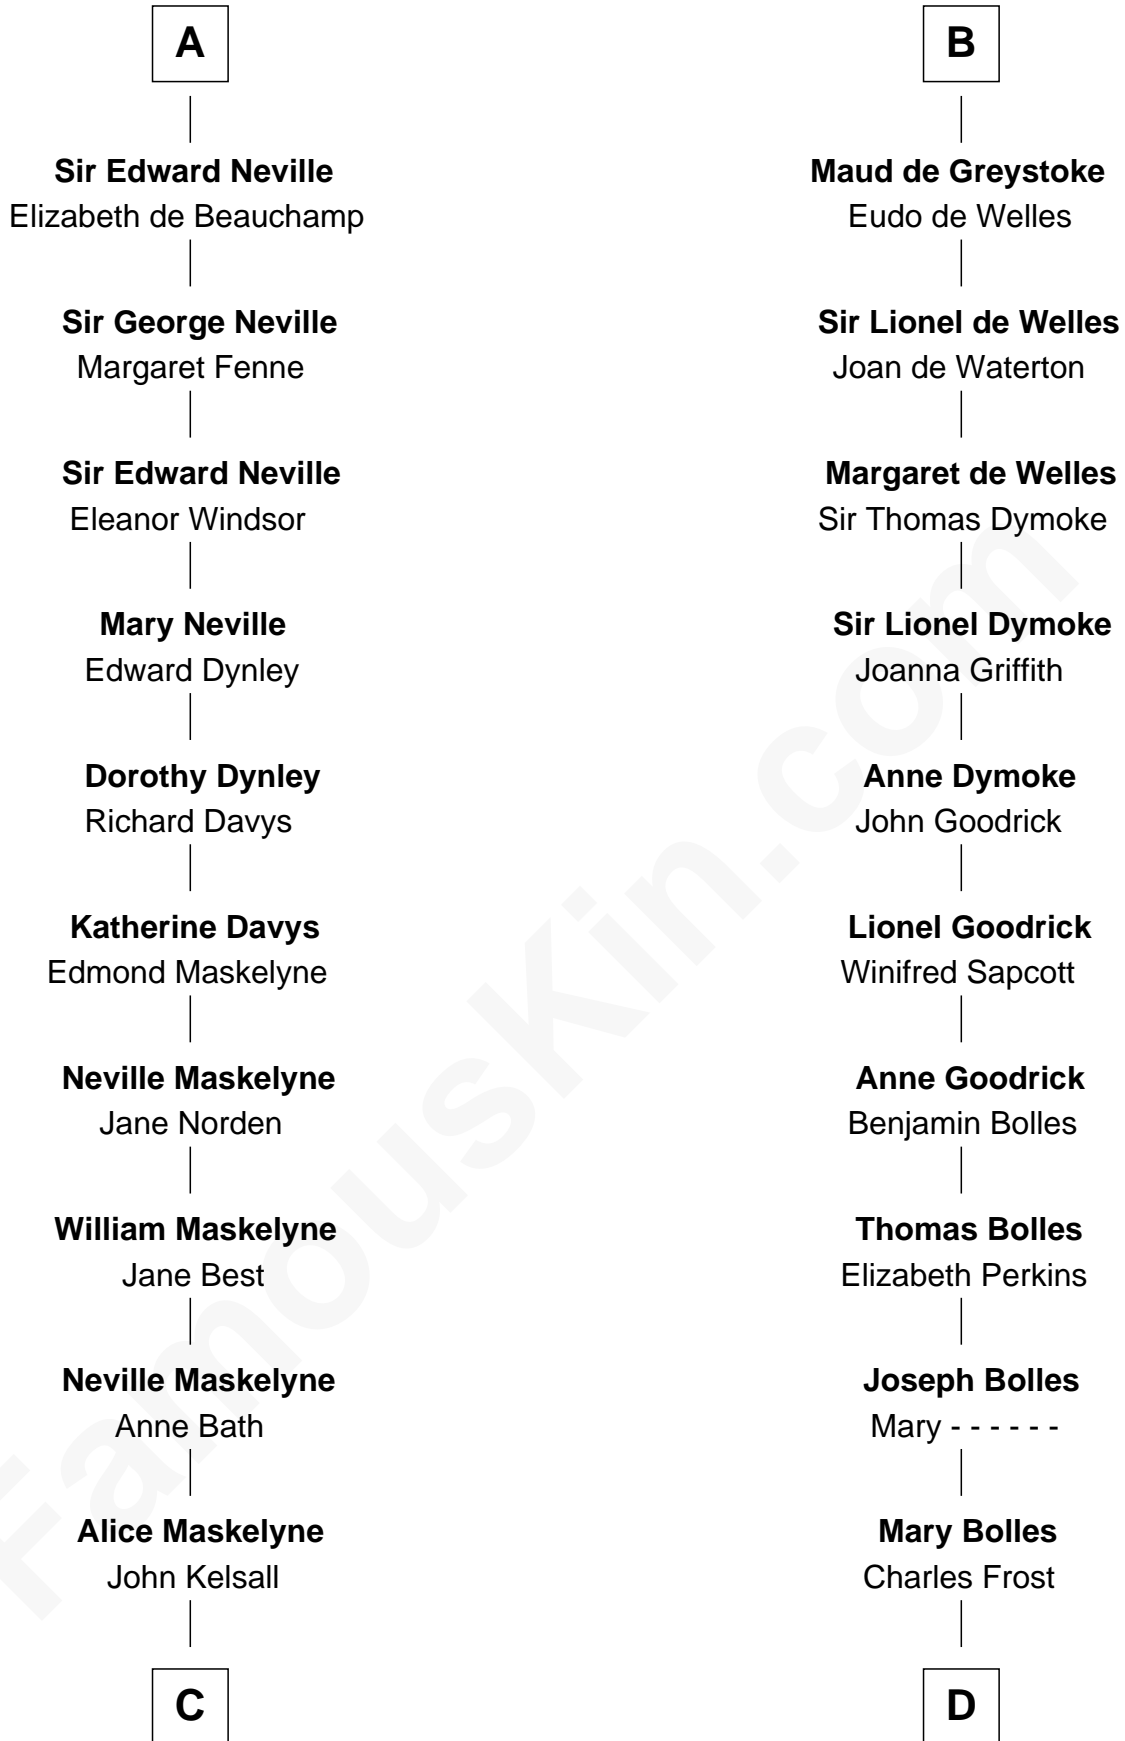 A
Sir Edward Neville
Elizabeth de Beauchamp
Sir George Neville
Margaret Fenne
Sir Edward Neville
Eleanor Windsor
Mary Neville
Edward Dynley
Dorothy Dynley
Richard Davys
Katherine Davys
Edmond Maskelyne
Neville Maskelyne
Jane Norden
William Maskelyne
Jane Best
Neville Maskelyne
Anne Bath
Alice Maskelyne
John Kelsall
C
B
Maud de Greystoke
Eudo de Welles
Sir Lionel de Welles
Joan de Waterton
Margaret de Welles
Sir Thomas Dymoke
Sir Lionel Dymoke
Joanna Griffith
Anne Dymoke
John Goodrick
Lionel Goodrick
Winifred Sapcott
Anne Goodrick
Benjamin Bolles
Thomas Bolles
Elizabeth Perkins
Joseph Bolles
Mary - - - - - -
Mary Bolles
Charles Frost
D
FamousKin.com